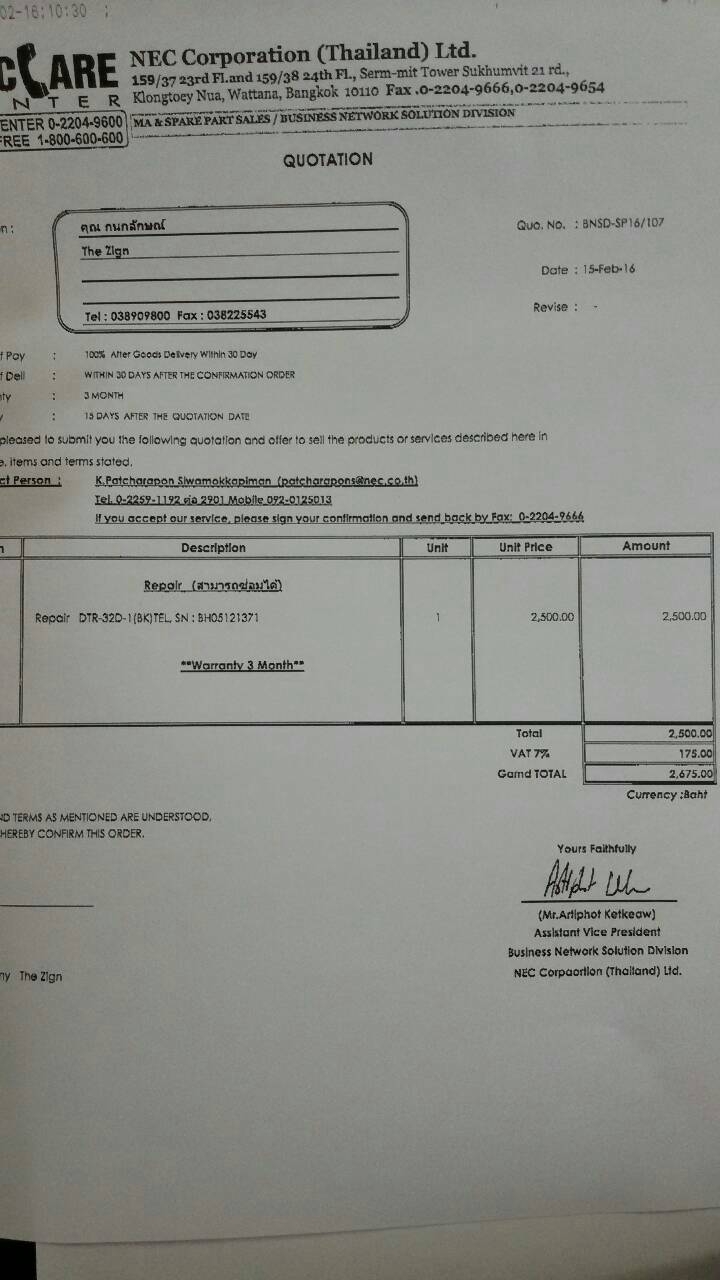 02-16;10:30 ;
CCARE NEC Corporation (Thailand) Ltd.
NTER 159/37 23rd Fl.and 159/38 24th Fl., Serm-mit Tower Sukhumvit 21 rd.,
Klongtoey Nua, Wattana, Bangkok 10110 Fax .0-2204-9666,0-2204-9654
ENTER 0-2204-9600 MA & SPARE PART SALES / BUSINESS NETWORK SOLUTION DIVISION
FREE 1-800-600-600
QUOTATION
n : คุณ กนกลักษณ์ Quo. No. : BNSD-SP16/107
The Zign
Date : 15-Feb-16
Revise : -
Tel : 038909800 Fax : 038225543
f Pay : 100% After Goods Delivery Within 30 Day
f Deli : WITHIN 30 DAYS AFTER THE CONFIRMATION ORDER
nty : 3 MONTH
y : 15 DAYS AFTER THE QUOTATION DATE
pleased to submit you the following quotation and offer to sell the products or services described here in
e, items and terms stated.
ct Person : K.Patcharapon Siwamokkapiman (patcharapons@nec.co.th)
Tel. 0-2259-1192 ต่อ 2901 Mobile 092-0125013
If you accept our service, please sign your confirmation and send back by Fax: 0-2204-9666
n Description Unit Unit Price Amount
Repair (สามารถซ่อมได้)
Repair DTR-32D-1(BK)TEL, SN : BH05121371 1 2,500.00 2,500.00
**Warranty 3 Month**
Total 2,500.00
VAT 7% 175.00
Garnd TOTAL 2,675.00
Currency :Baht
ND TERMS AS MENTIONED ARE UNDERSTOOD,
HEREBY CONFIRM THIS ORDER.
Yours Faithfully
(Mr.Artiphot Ketkeaw)
Assistant Vice President
Business Network Solution Division
ny The Zign NEC Corpaortion (Thailand) Ltd.